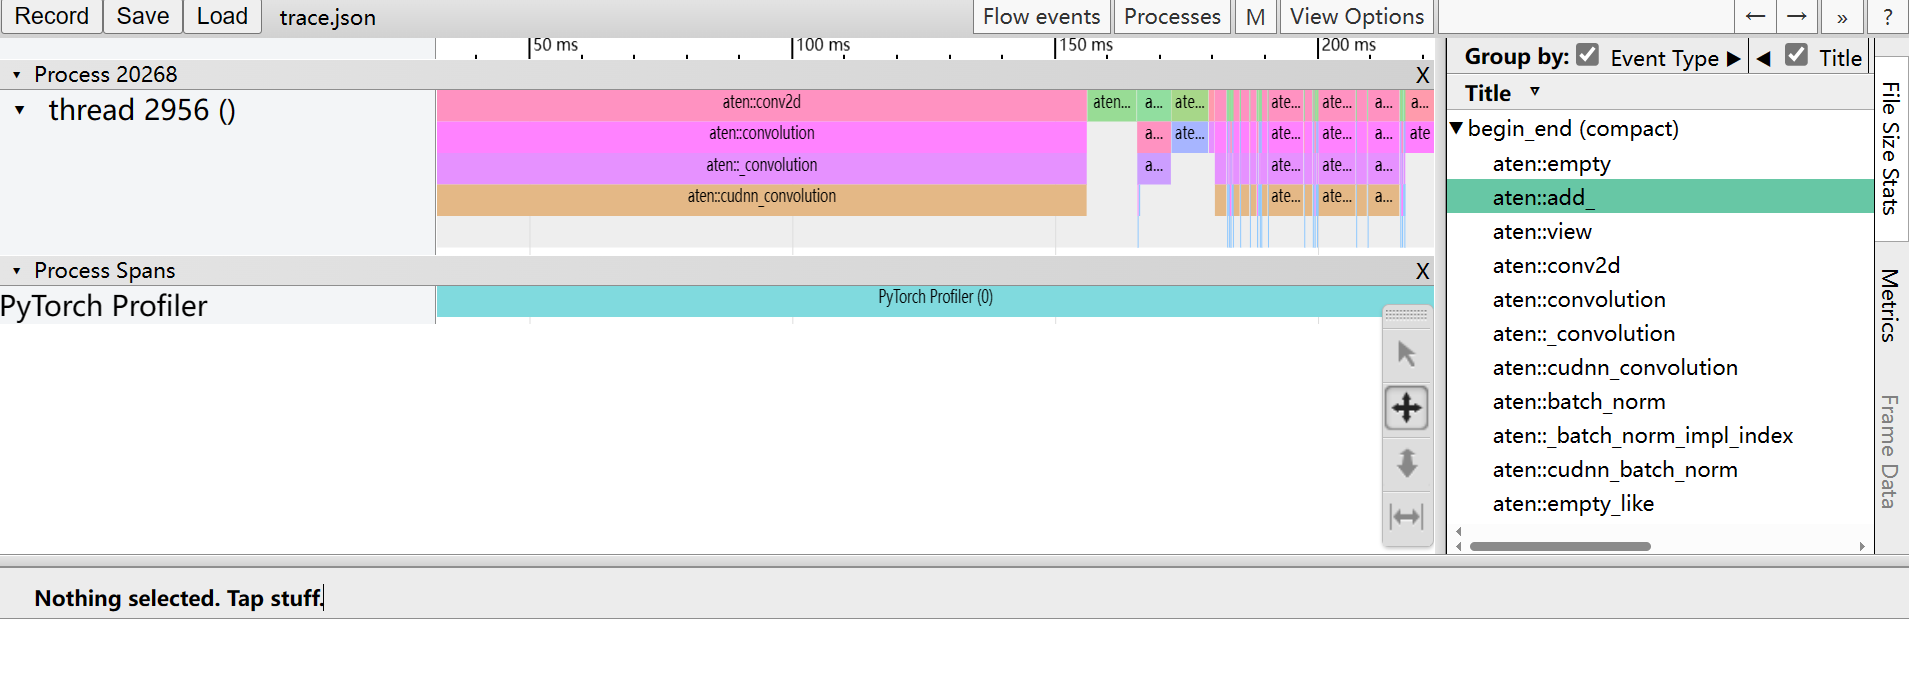 Record Save Load trace.json Flow events Processes M View Options ← → » ?
50 ms 100 ms 150 ms 200 ms
Process 20268 X
thread 2956 ()
aten::conv2d aten... a... ate... ate... ate... a... a...
aten::convolution a... ate... ate... ate... a... ate
aten::_convolution a... ate... ate... a...
aten::cudnn_convolution ate... ate... a...
Process Spans X
PyTorch Profiler
PyTorch Profiler (0)
Group by: Event Type Title
Title
begin_end (compact)
aten::empty
aten::add_
aten::view
aten::conv2d
aten::convolution
aten::_convolution
aten::cudnn_convolution
aten::batch_norm
aten::_batch_norm_impl_index
aten::cudnn_batch_norm
aten::empty_like
File Size Stats
Metrics
Frame Data
Nothing selected. Tap stuff.